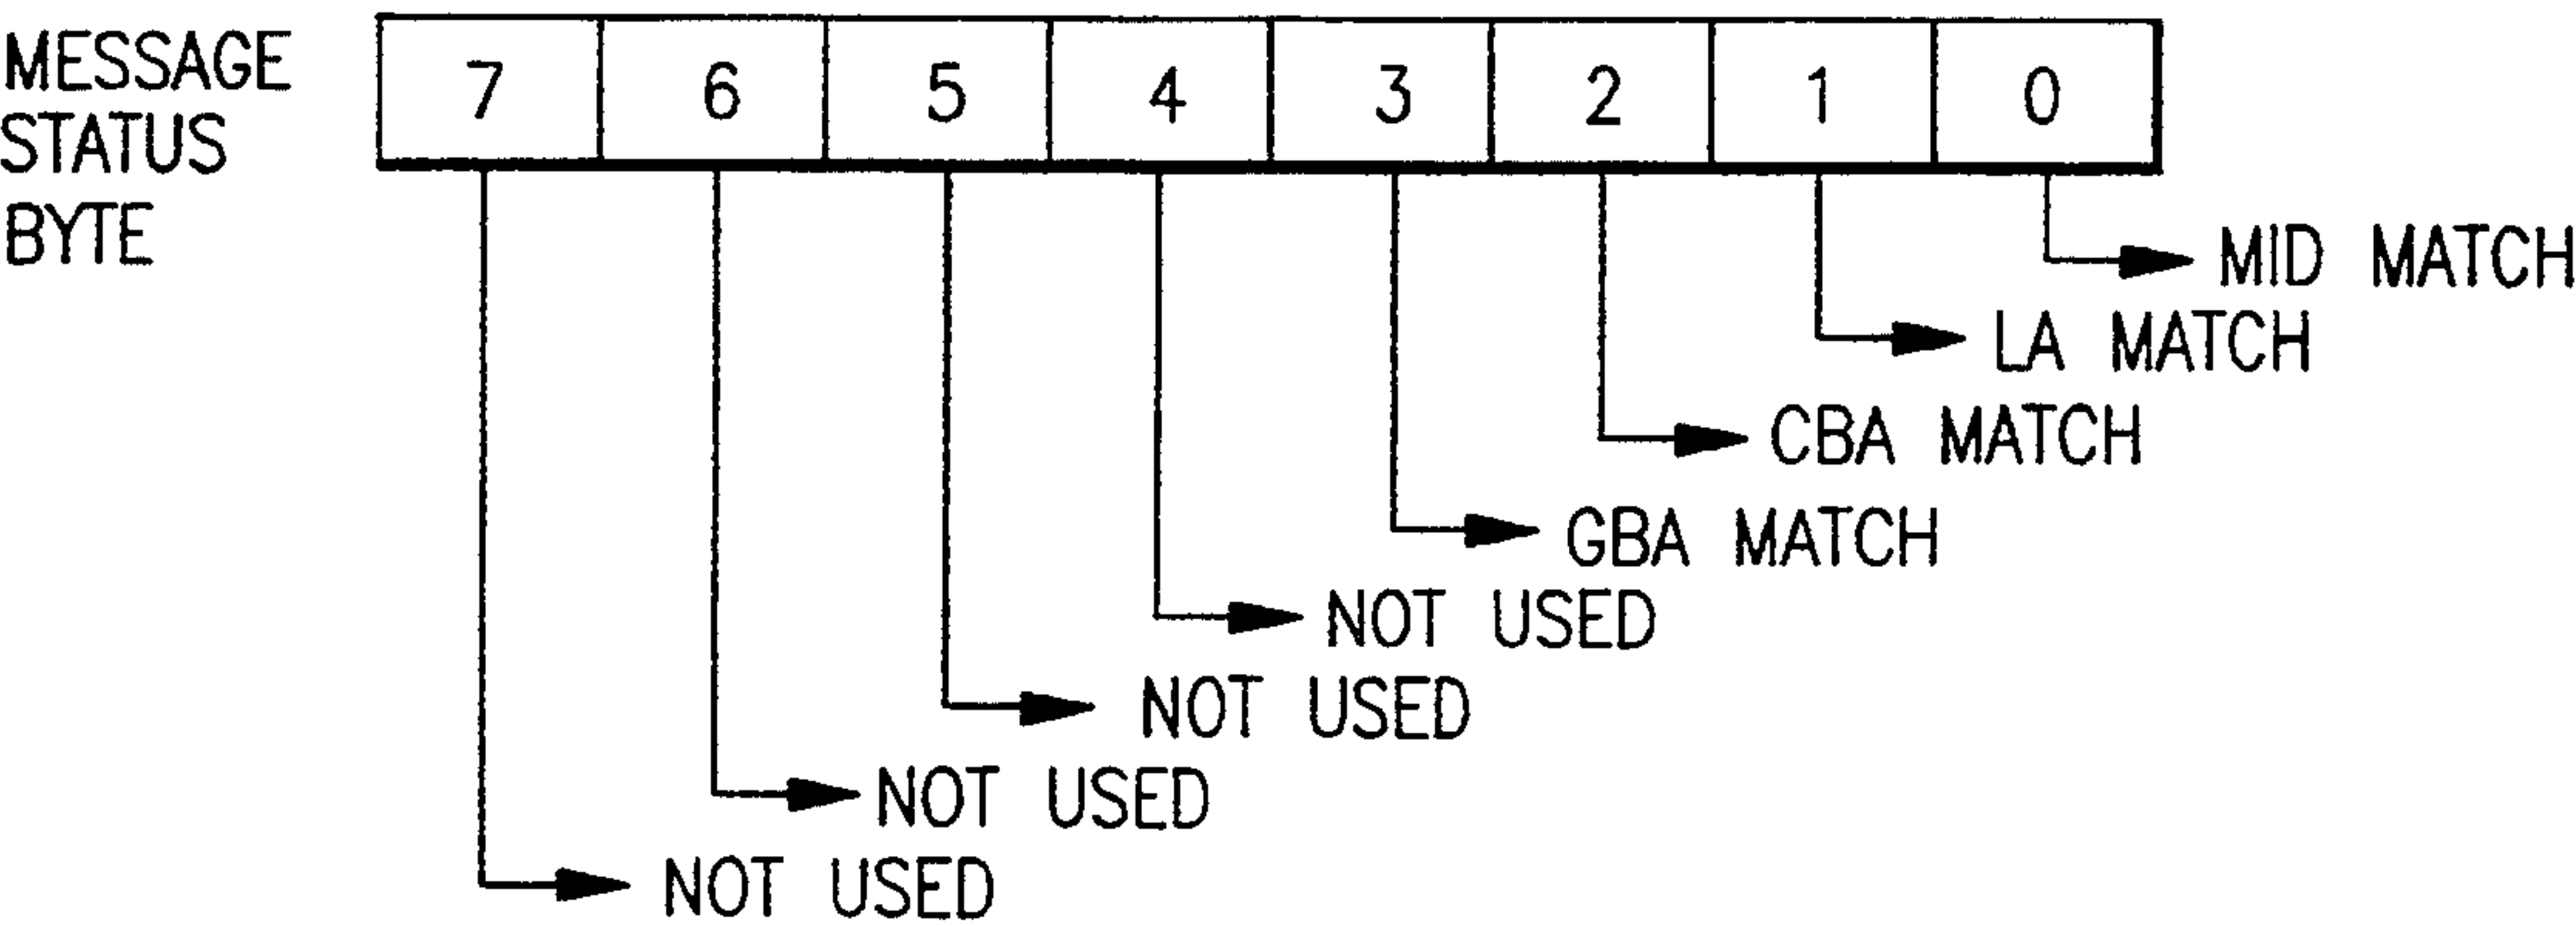 MESSAGE
STATUS
BYTE
7 6 5 4 3 2 1 0
MID MATCH
LA MATCH
CBA MATCH
GBA MATCH
NOT USED
NOT USED
NOT USED
NOT USED